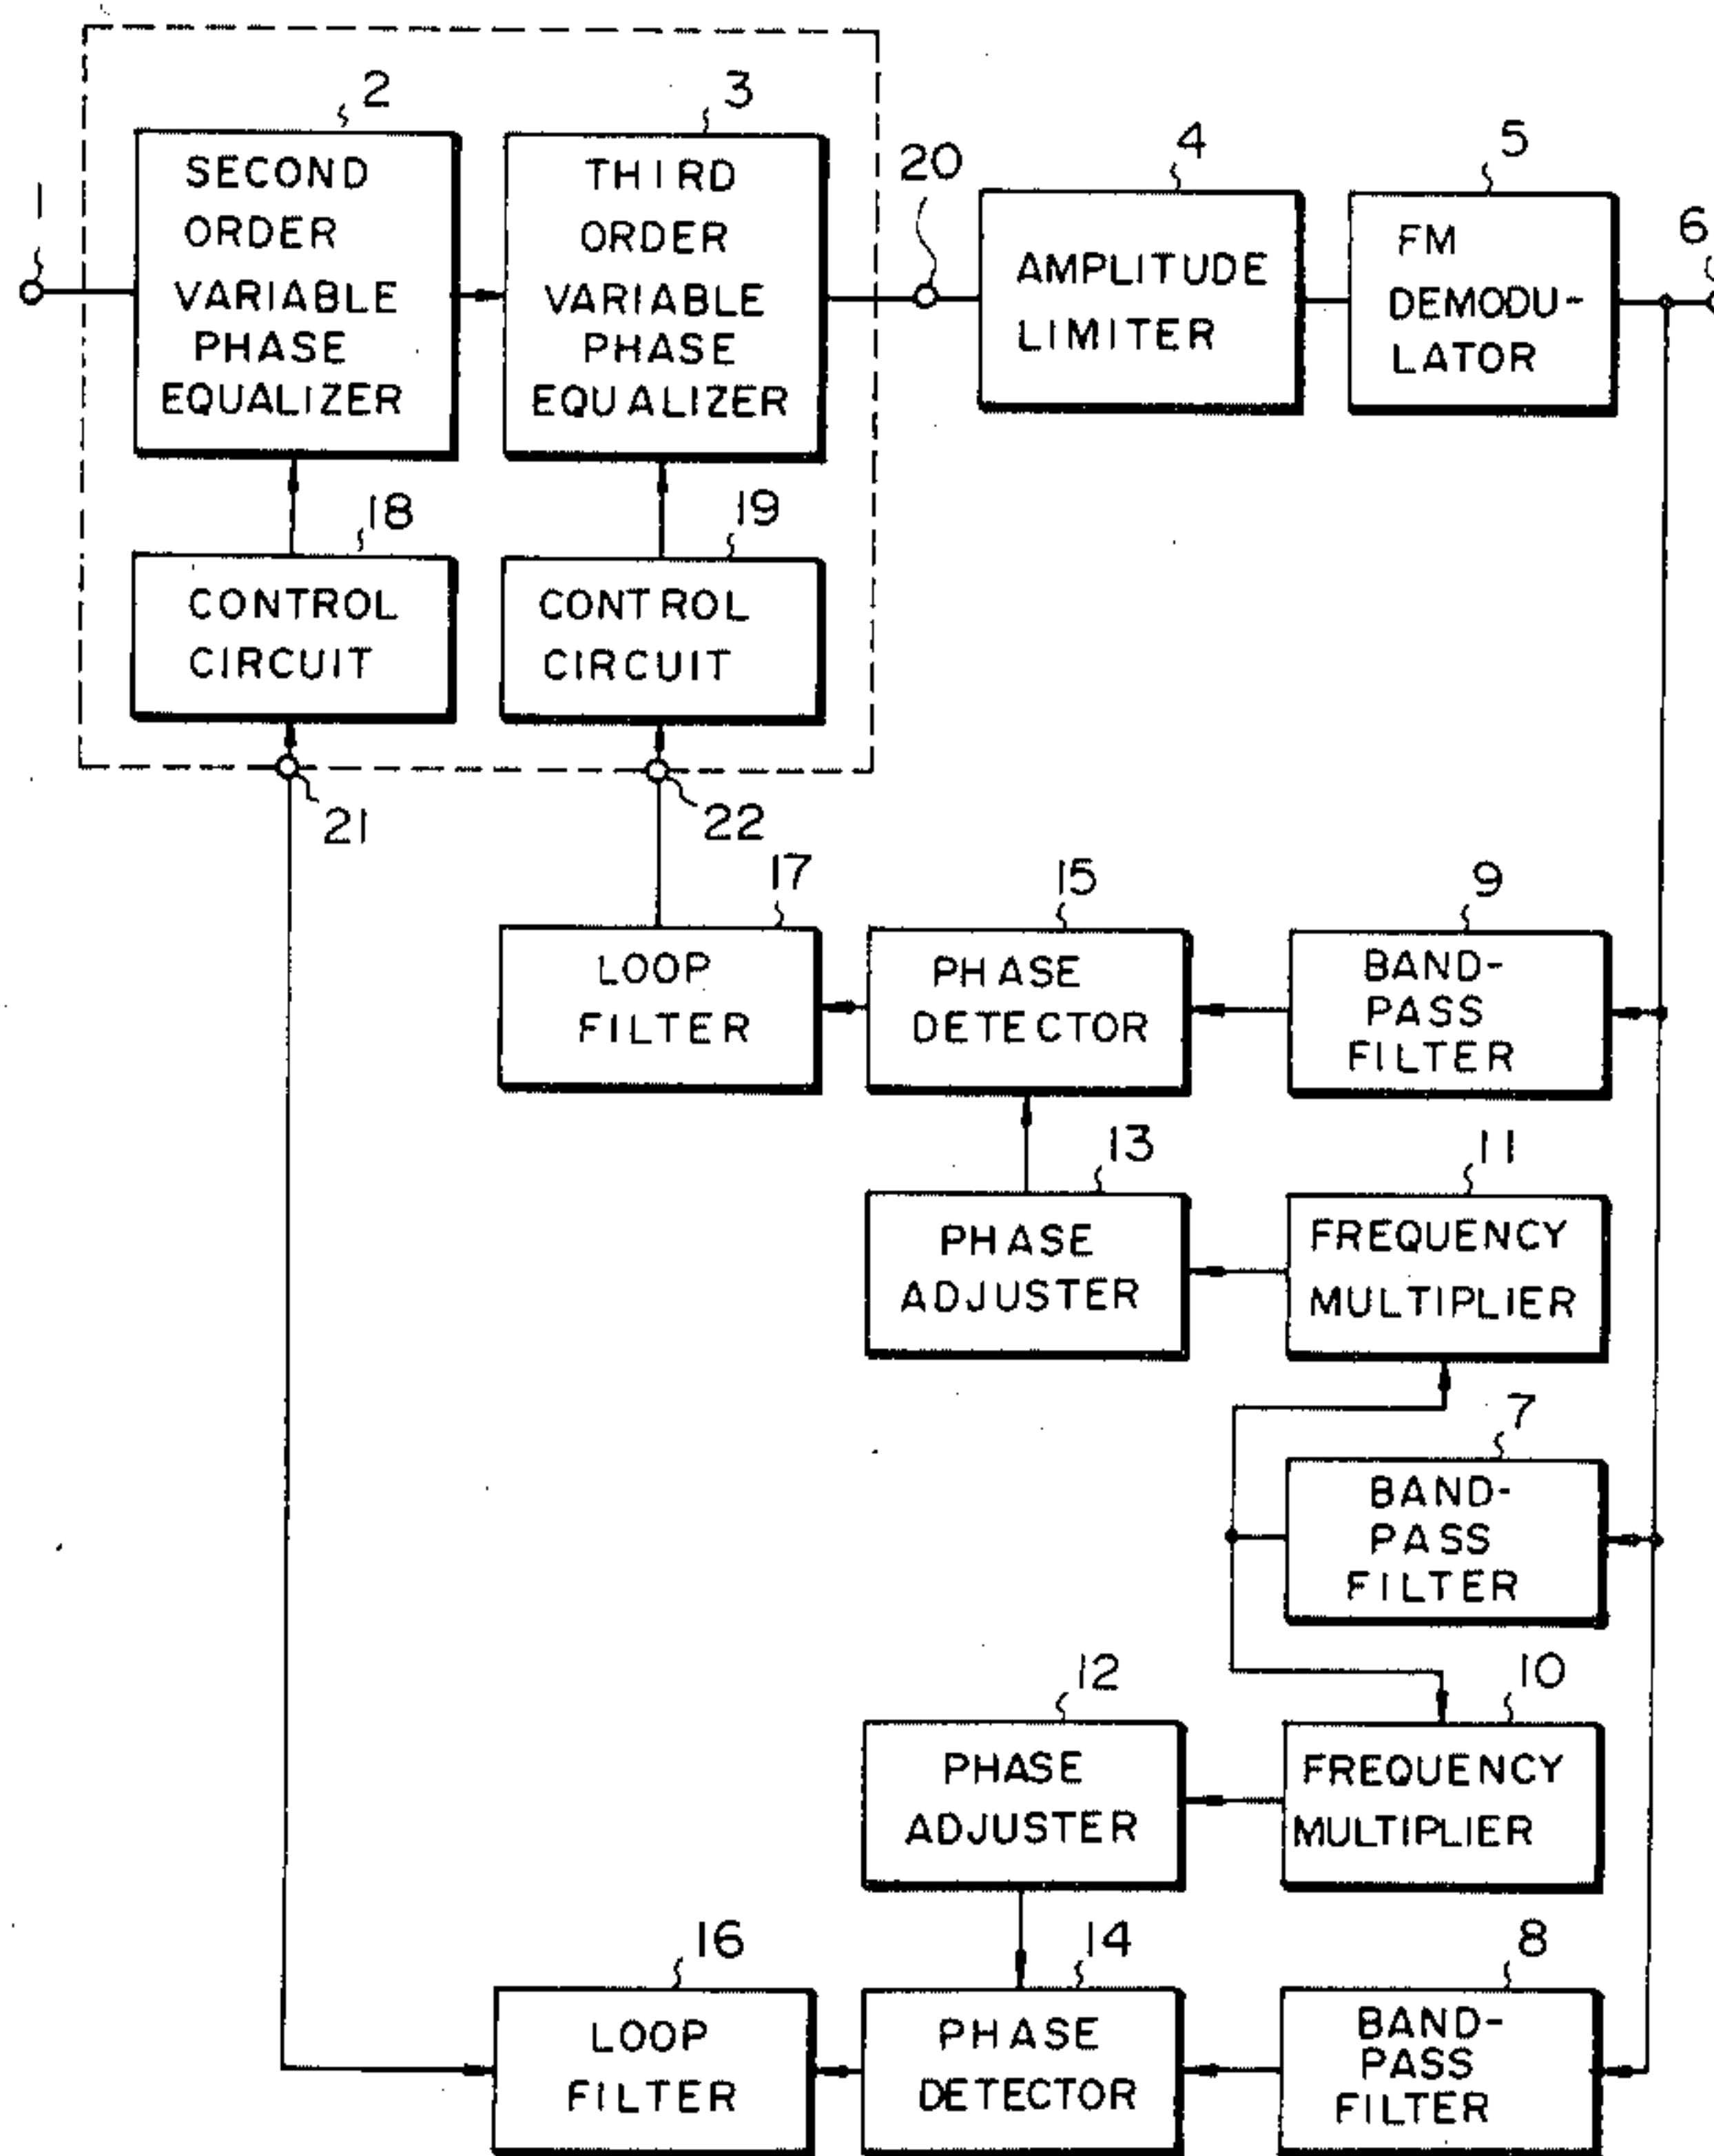 1
2
SECOND
ORDER
VARIABLE
PHASE
EQUALIZER
3
THIRD
ORDER
VARIABLE
PHASE
EQUALIZER
20
4
AMPLITUDE
LIMITER
5
FM
DEMODU-
LATOR
6
18
CONTROL
CIRCUIT
19
CONTROL
CIRCUIT
21
22
17
LOOP
FILTER
15
PHASE
DETECTOR
9
BAND-
PASS
FILTER
13
PHASE
ADJUSTER
11
FREQUENCY
MULTIPLIER
7
BAND-
PASS
FILTER
12
PHASE
ADJUSTER
10
FREQUENCY
MULTIPLIER
16
LOOP
FILTER
14
PHASE
DETECTOR
8
BAND-
PASS
FILTER